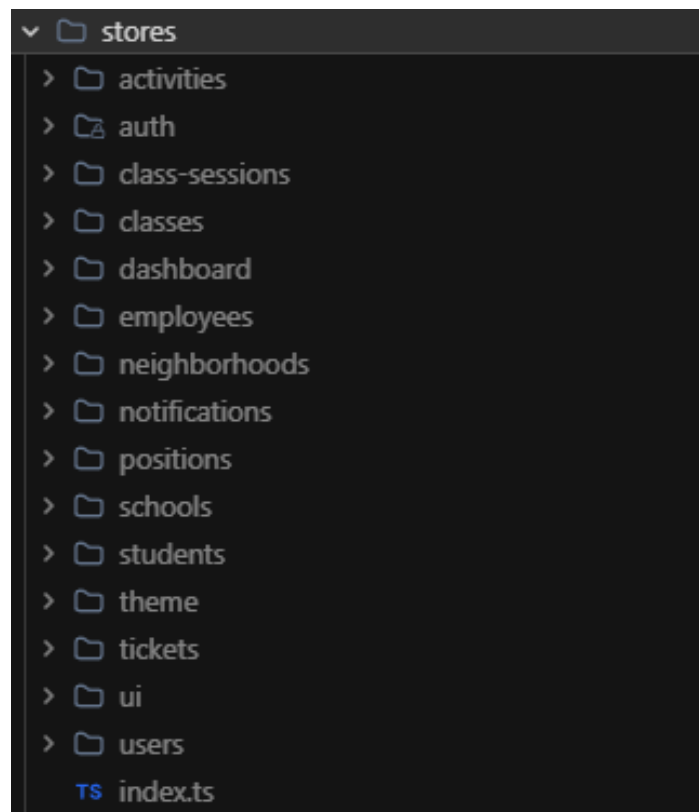 stores
activities
auth
class-sessions
classes
dashboard
employees
neighborhoods
notifications
positions
schools
students
theme
tickets
ui
users
TS index.ts